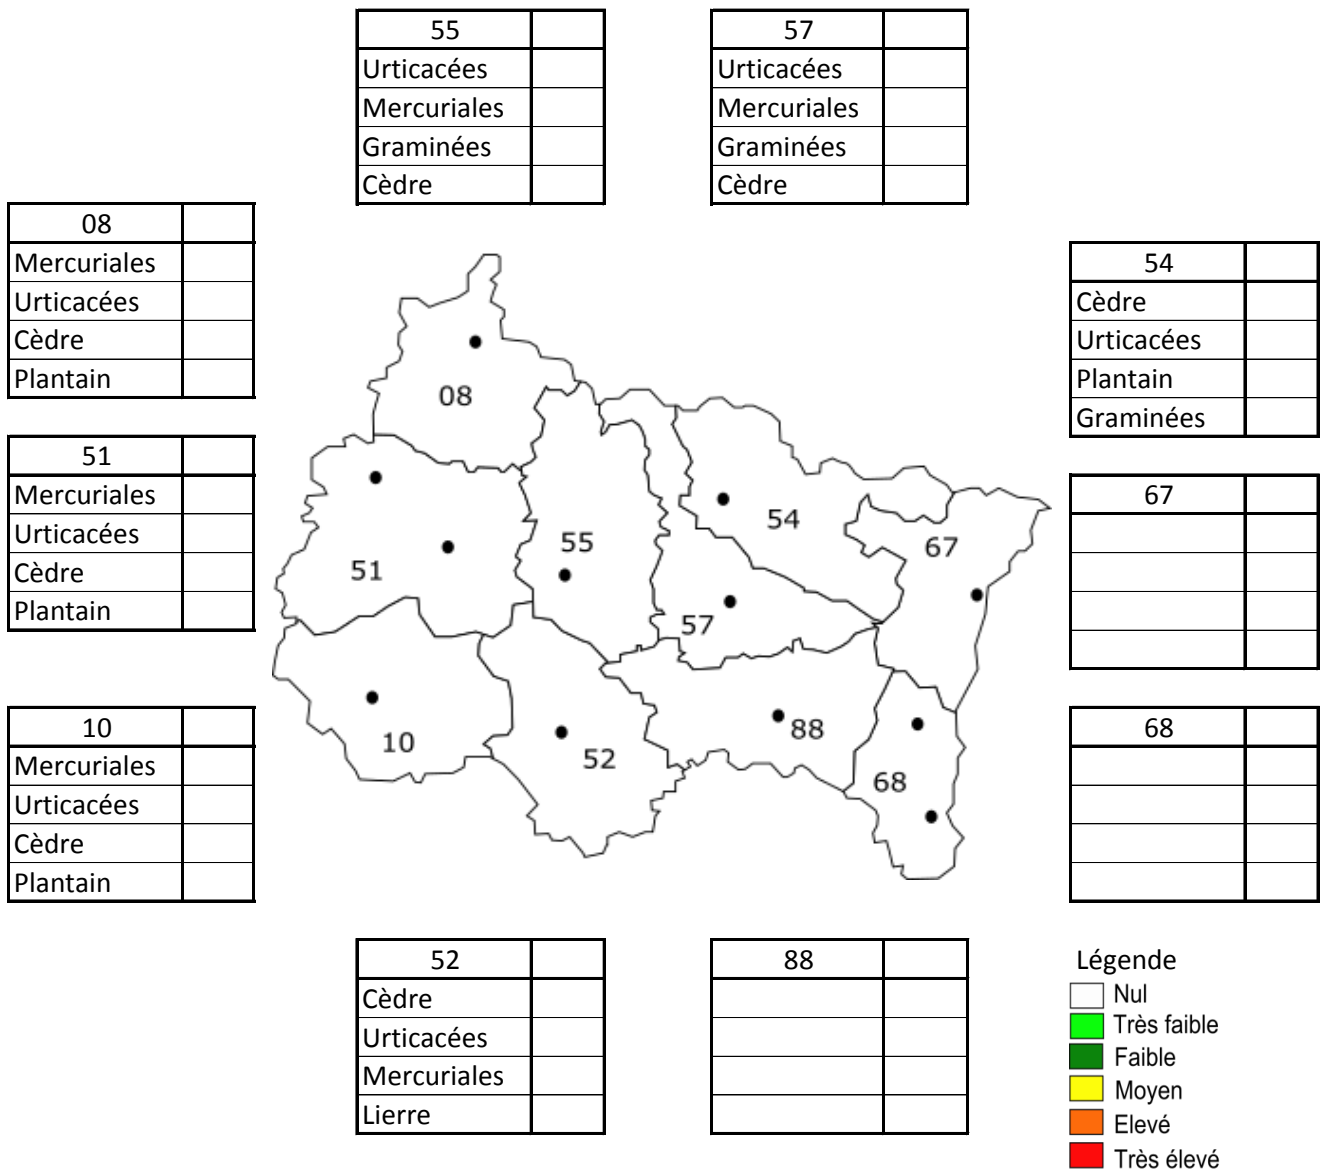 55
Urticacées
Mercuriales
Graminées
Cèdre
57
Urticacées
Mercuriales
Graminées
Cèdre
08
Mercuriales
Urticacées
Cèdre
Plantain
51
Mercuriales
Urticacées
Cèdre
Plantain
10
Mercuriales
Urticacées
Cèdre
Plantain
08
54
55
67
51
57
10
88
52
68
54
Cèdre
Urticacées
Plantain
Graminées
67
68
52
Cèdre
Urticacées
Mercuriales
Lierre
88
Légende
Nul
Très faible
Faible
Moyen
Elevé
Très élevé